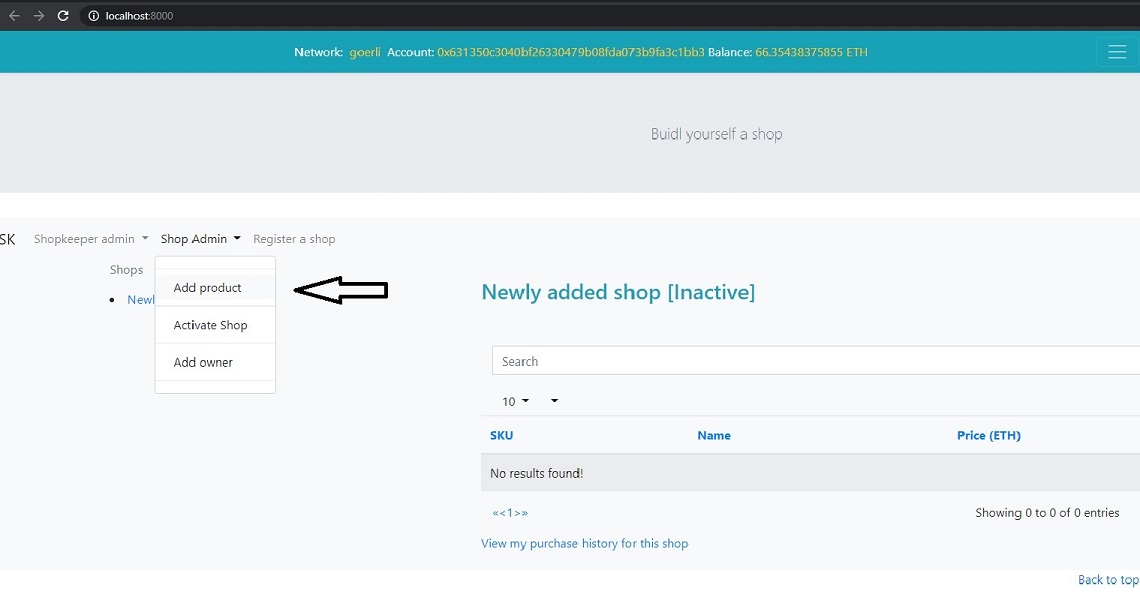 localhost:8000
Network: goerli Account: 0x631350c3040bf26330479b08fda073b9fa3c1bb3 Balance: 66.35438375855 ETH
Buidl yourself a shop
SK Shopkeeper admin Shop Admin Register a shop
Shops
Newl
Add product
Activate Shop
Add owner
Newly added shop [Inactive]
Search
10
SKU Name Price (ETH)
No results found!
«<1>» Showing 0 to 0 of 0 entries
View my purchase history for this shop
Back to top